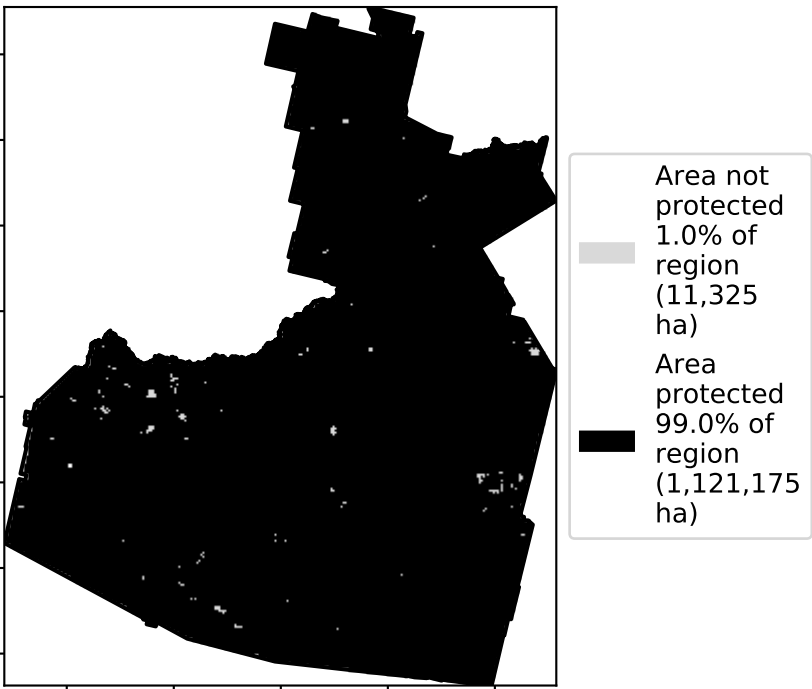 Area not
protected
1.0% of
region
(11,325
ha)
Area
protected
99.0% of
region
(1,121,175
ha)